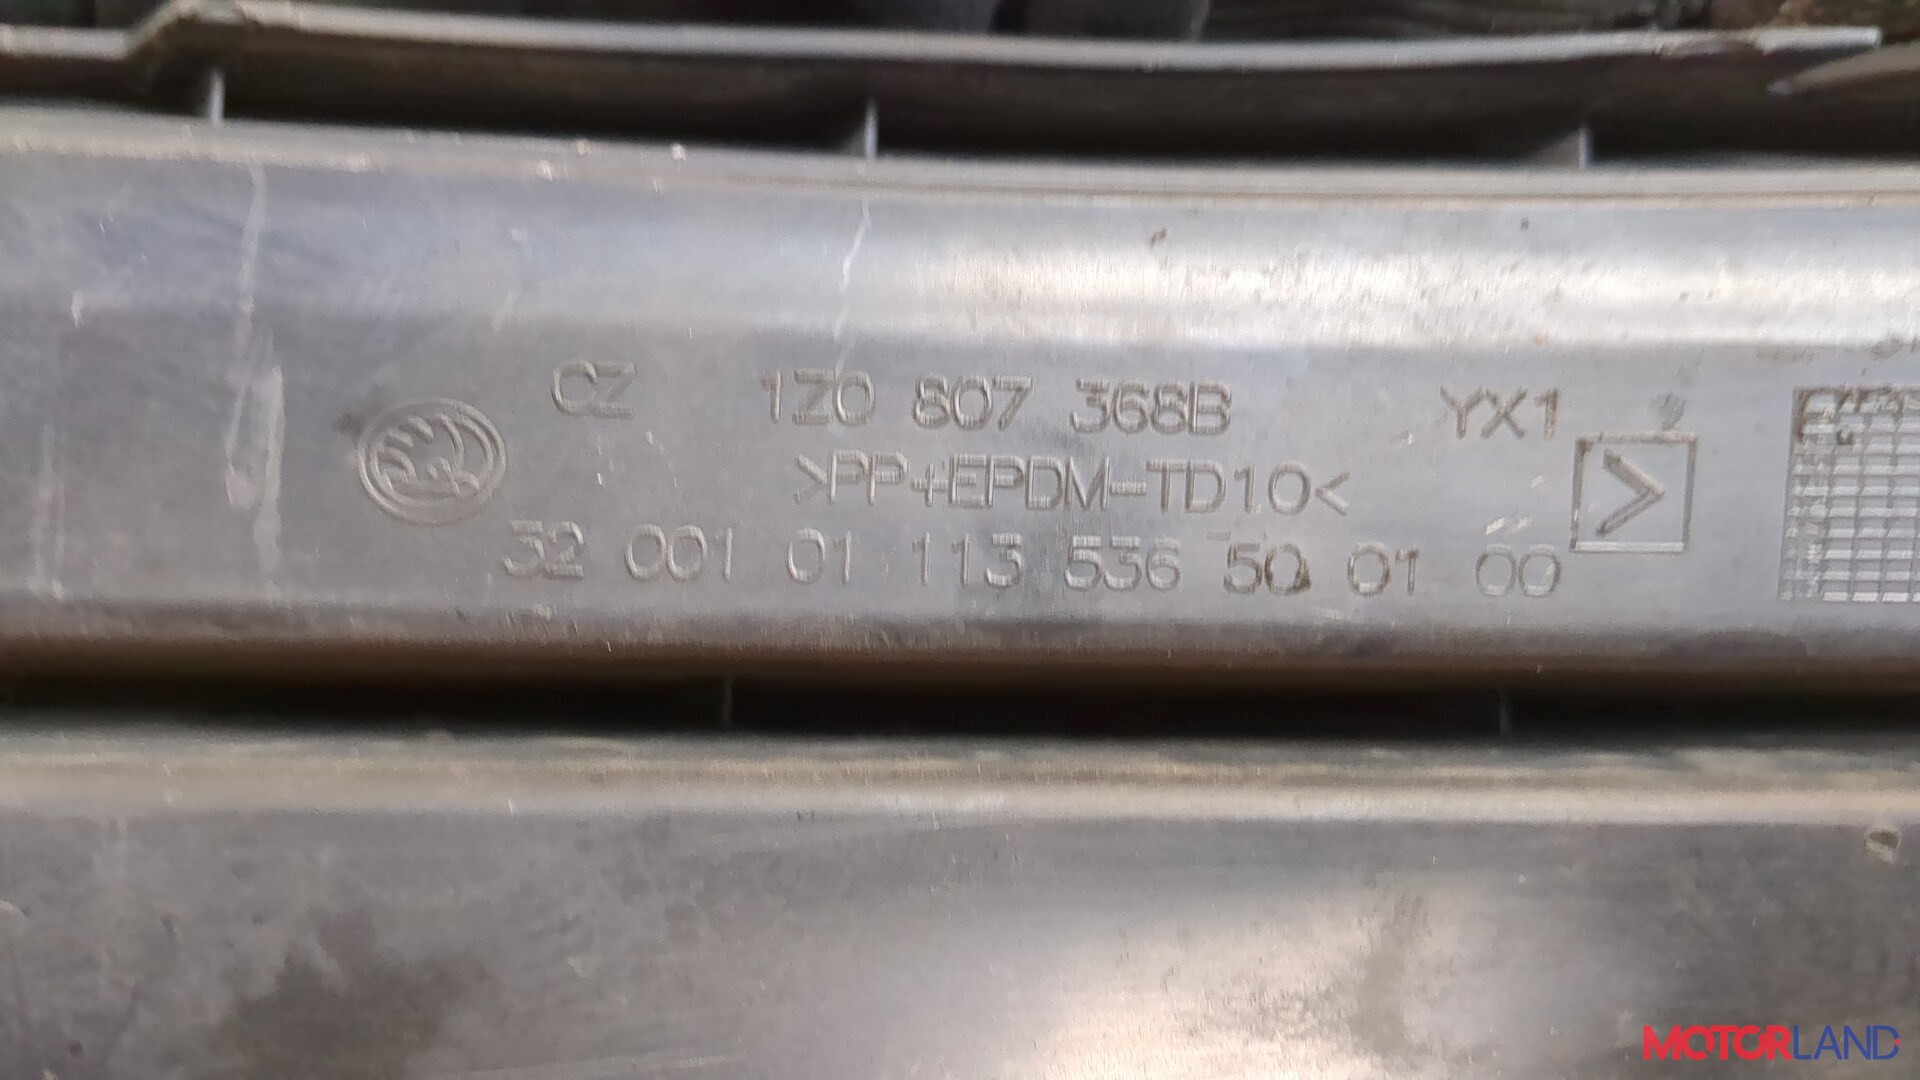 CZ 1Z0 807 368B YX1
>PP+EPDM-TD10<
32 001 01 113 536 50 01 00
MOTORLAND